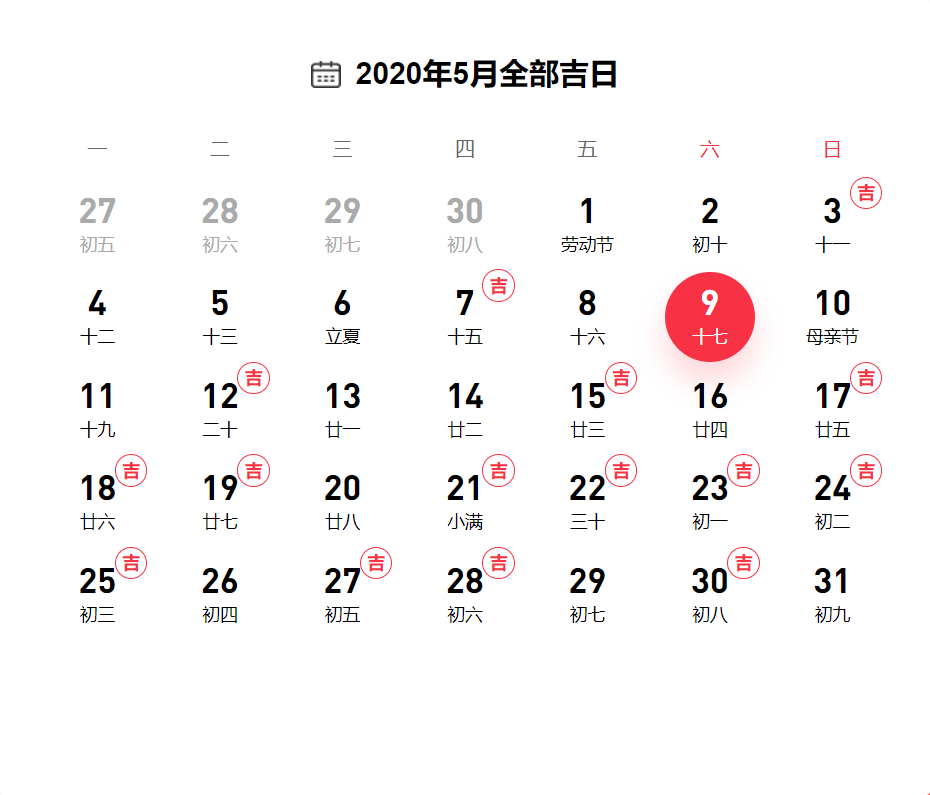 2020年5月全部吉日
一 二 三 四 五 六 日
吉
27 28 29 30 1 2 3
初五 初六 初七 初八 劳动节 初十 十一
吉
4 5 6 7 8 9 10
十二 十三 立夏 十五 十六 十七 母亲节
吉 吉 吉
11 12 13 14 15 16 17
十九 二十 廿一 廿二 廿三 廿四 廿五
吉 吉 吉 吉 吉 吉
18 19 20 21 22 23 24
廿六 廿七 廿八 小满 三十 初一 初二
吉 吉 吉 吉
25 26 27 28 29 30 31
初三 初四 初五 初六 初七 初八 初九